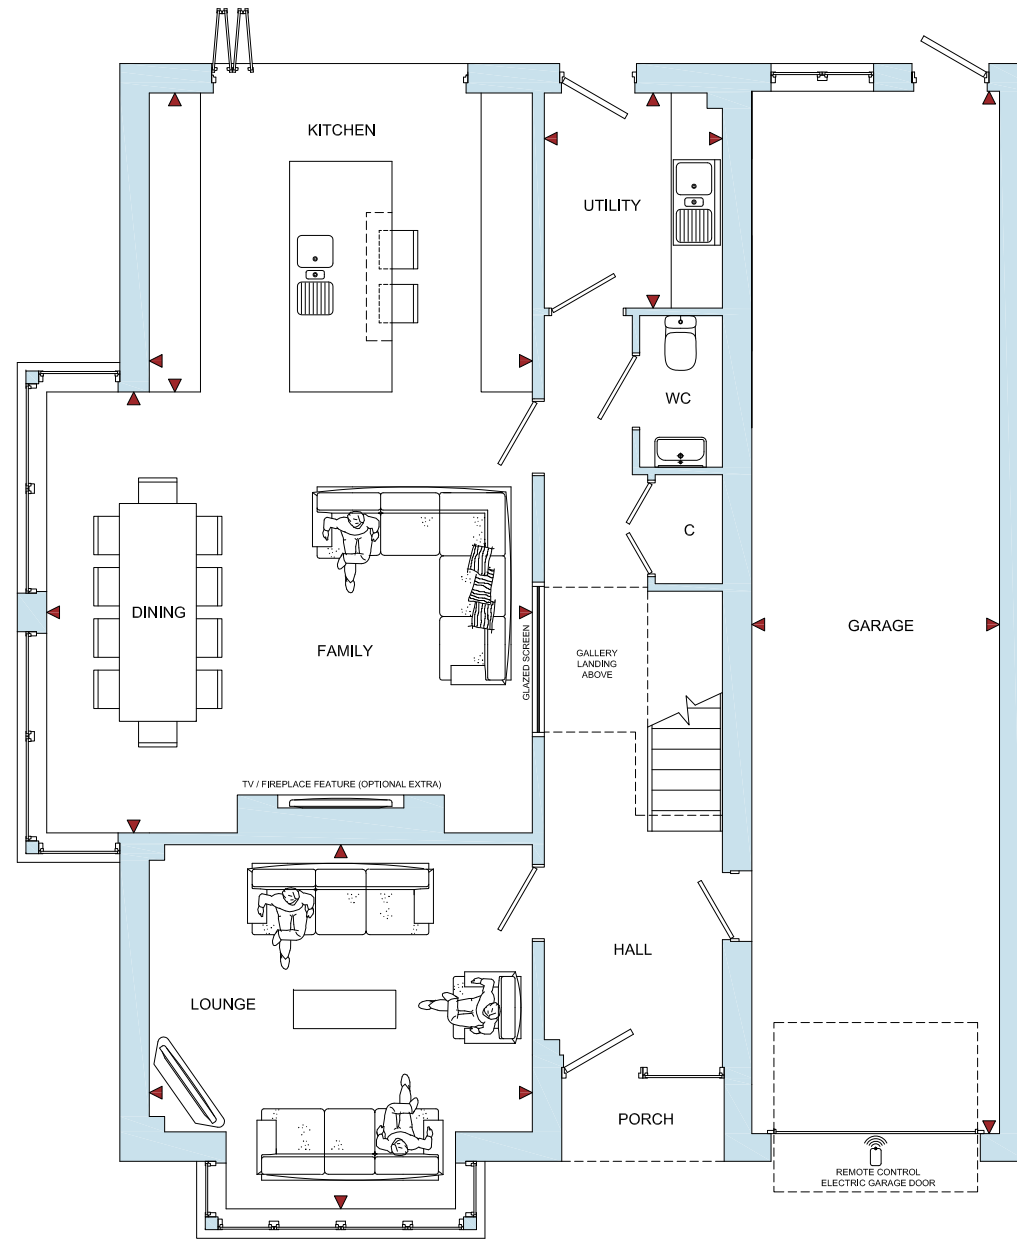 KITCHEN
UTILITY
WC
C
DINING
FAMILY
GLAZED SCREEN
GALLERY
LANDING
ABOVE
GARAGE
TV / FIREPLACE FEATURE (OPTIONAL EXTRA)
HALL
LOUNGE
PORCH
REMOTE CONTROL
ELECTRIC GARAGE DOOR